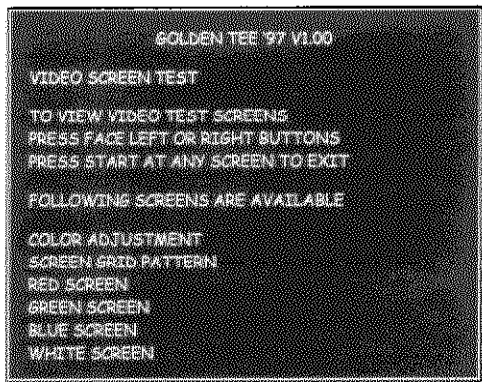 GOLDEN TEE '97 V1.00
VIDEO SCREEN TEST
TO VIEW VIDEO TEST SCREENS
PRESS FACE LEFT OR RIGHT BUTTONS
PRESS START AT ANY SCREEN TO EXIT
FOLLOWING SCREENS ARE AVAILABLE
COLOR ADJUSTMENT
SCREEN GRID PATTERN
RED SCREEN
GREEN SCREEN
BLUE SCREEN
WHITE SCREEN